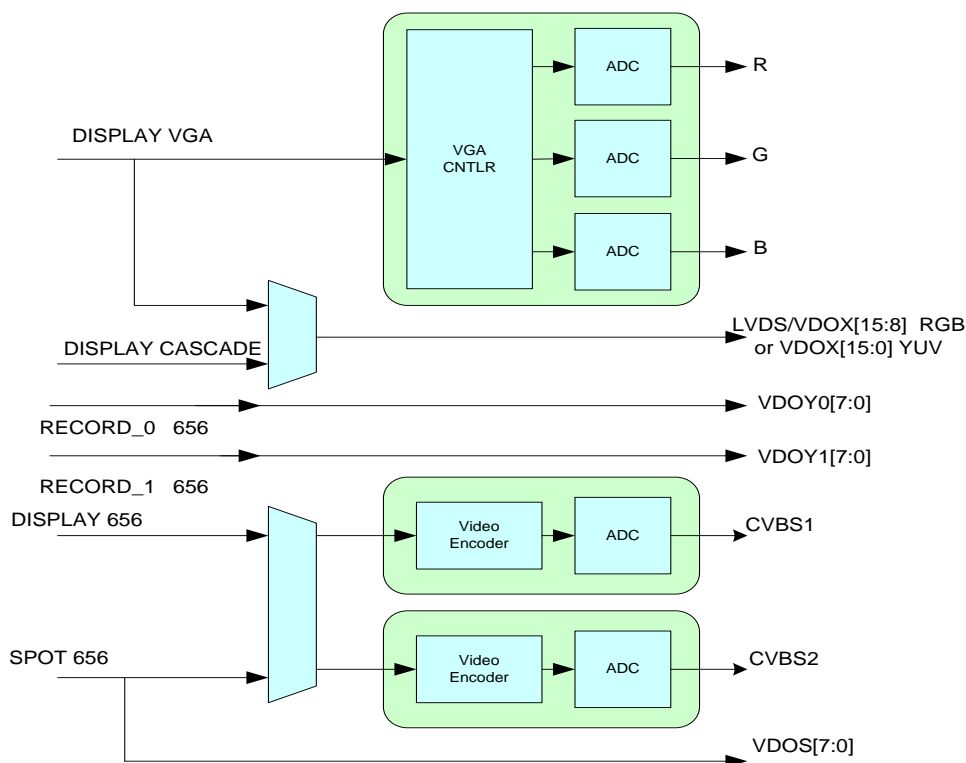 ADC
R
DISPLAY VGA
VGA
CNTLR
ADC
G
ADC
B
LVDS/VDOX[15:8] RGB
or VDOX[15:0] YUV
DISPLAY CASCADE
VDOY0[7:0]
RECORD_0 656
VDOY1[7:0]
RECORD_1 656
DISPLAY 656
Video
Encoder
ADC
CVBS1
SPOT 656
Video
Encoder
ADC
CVBS2
VDOS[7:0]